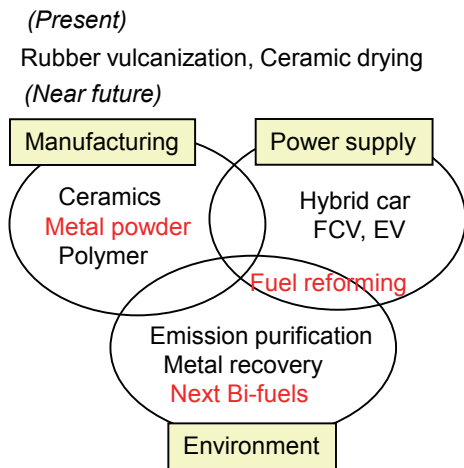 (Present)
Rubber vulcanization, Ceramic drying
(Near future)
Manufacturing
Power supply
Ceramics
Metal powder
Polymer
Hybrid car
FCV, EV
Fuel reforming
Emission purification
Metal recovery
Next Bi-fuels
Environment